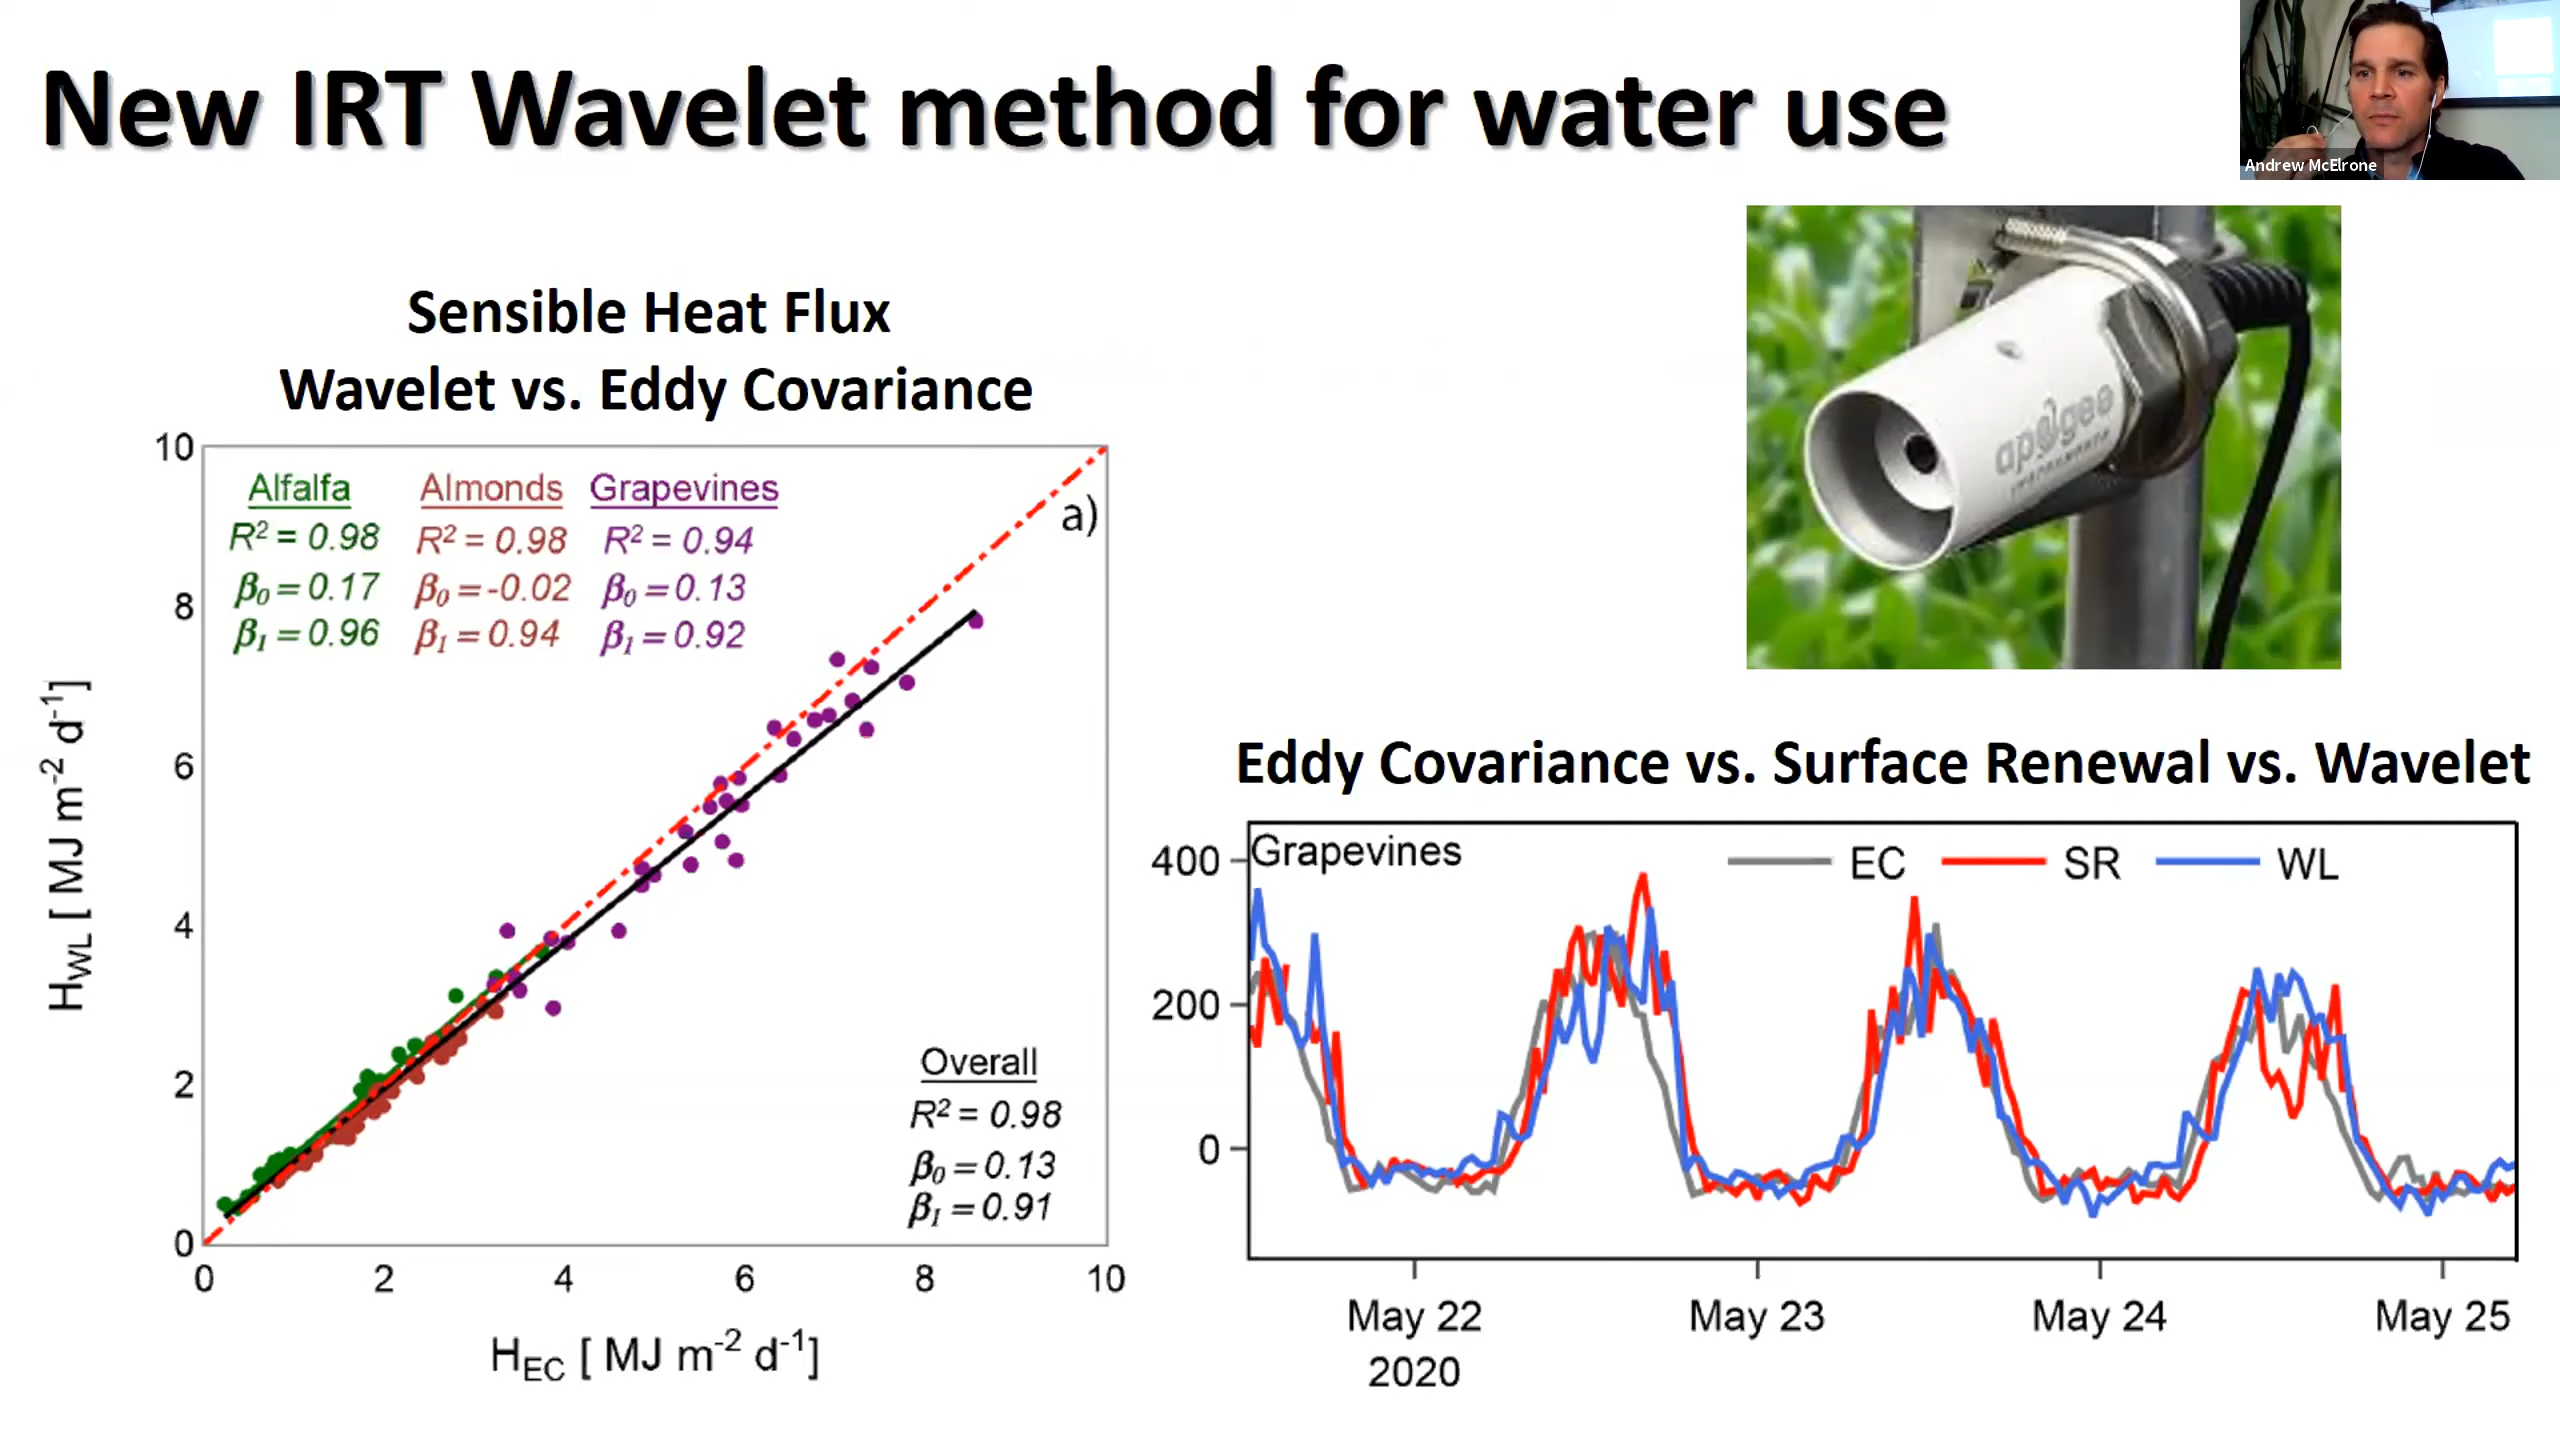 New IRT Wavelet method for water use
Andrew McElrone
Sensible Heat Flux
Wavelet vs. Eddy Covariance
10
8
6
4
2
0
H_WL [ MJ m⁻² d⁻¹]
Alfalfa
R² = 0.98
β₀ = 0.17
β₁ = 0.96
Almonds
R² = 0.98
β₀ = -0.02
β₁ = 0.94
Grapevines
R² = 0.94
β₀ = 0.13
β₁ = 0.92
a)
Overall
R² = 0.98
β₀ = 0.13
β₁ = 0.91
0 2 4 6 8 10
H_EC [ MJ m⁻² d⁻¹]
apogee
INSTRUMENTS
Eddy Covariance vs. Surface Renewal vs. Wavelet
Grapevines
EC SR WL
400
200
0
May 22 May 23 May 24 May 25
2020